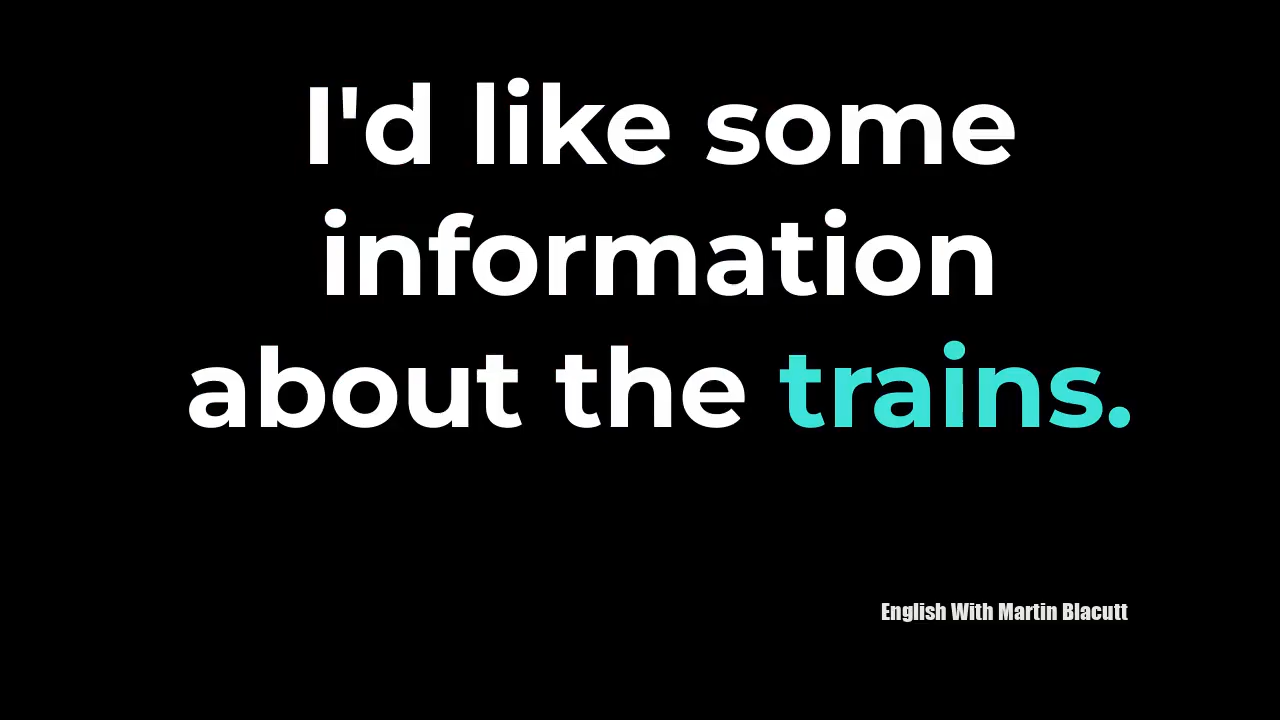 I'd like some
information
about the trains.
English With Martin Blacutt